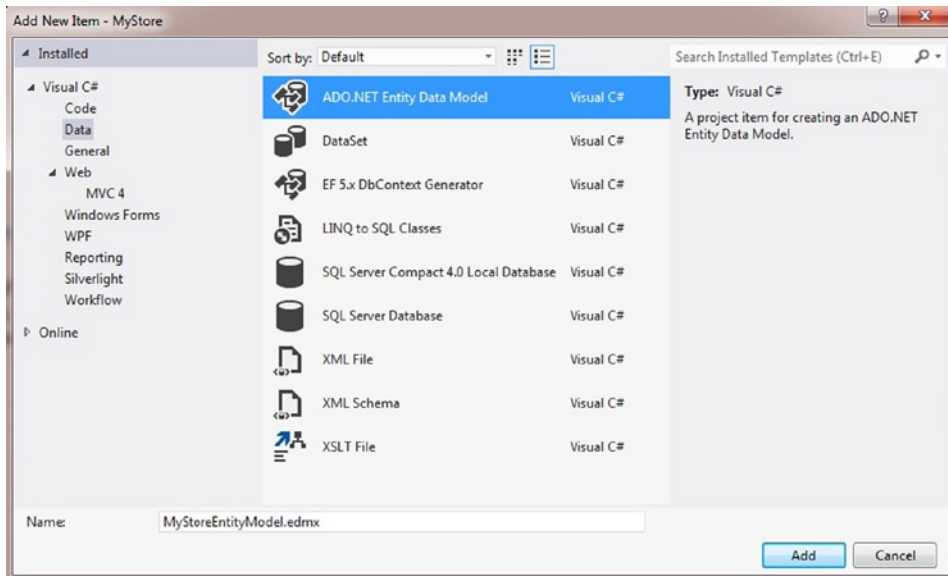 Add New Item - MyStore
Installed
Visual C#
Code
Data
General
Web
MVC 4
Windows Forms
WPF
Reporting
Silverlight
Workflow
Online
Sort by: Default
ADO.NET Entity Data Model Visual C#
DataSet Visual C#
EF 5.x DbContext Generator Visual C#
LINQ to SQL Classes Visual C#
SQL Server Compact 4.0 Local Database Visual C#
SQL Server Database Visual C#
XML File Visual C#
XML Schema Visual C#
XSLT File Visual C#
Search Installed Templates (Ctrl+E)
Type: Visual C#
A project item for creating an ADO.NET
Entity Data Model.
Name: MyStoreEntityModel.edmx
Add Cancel